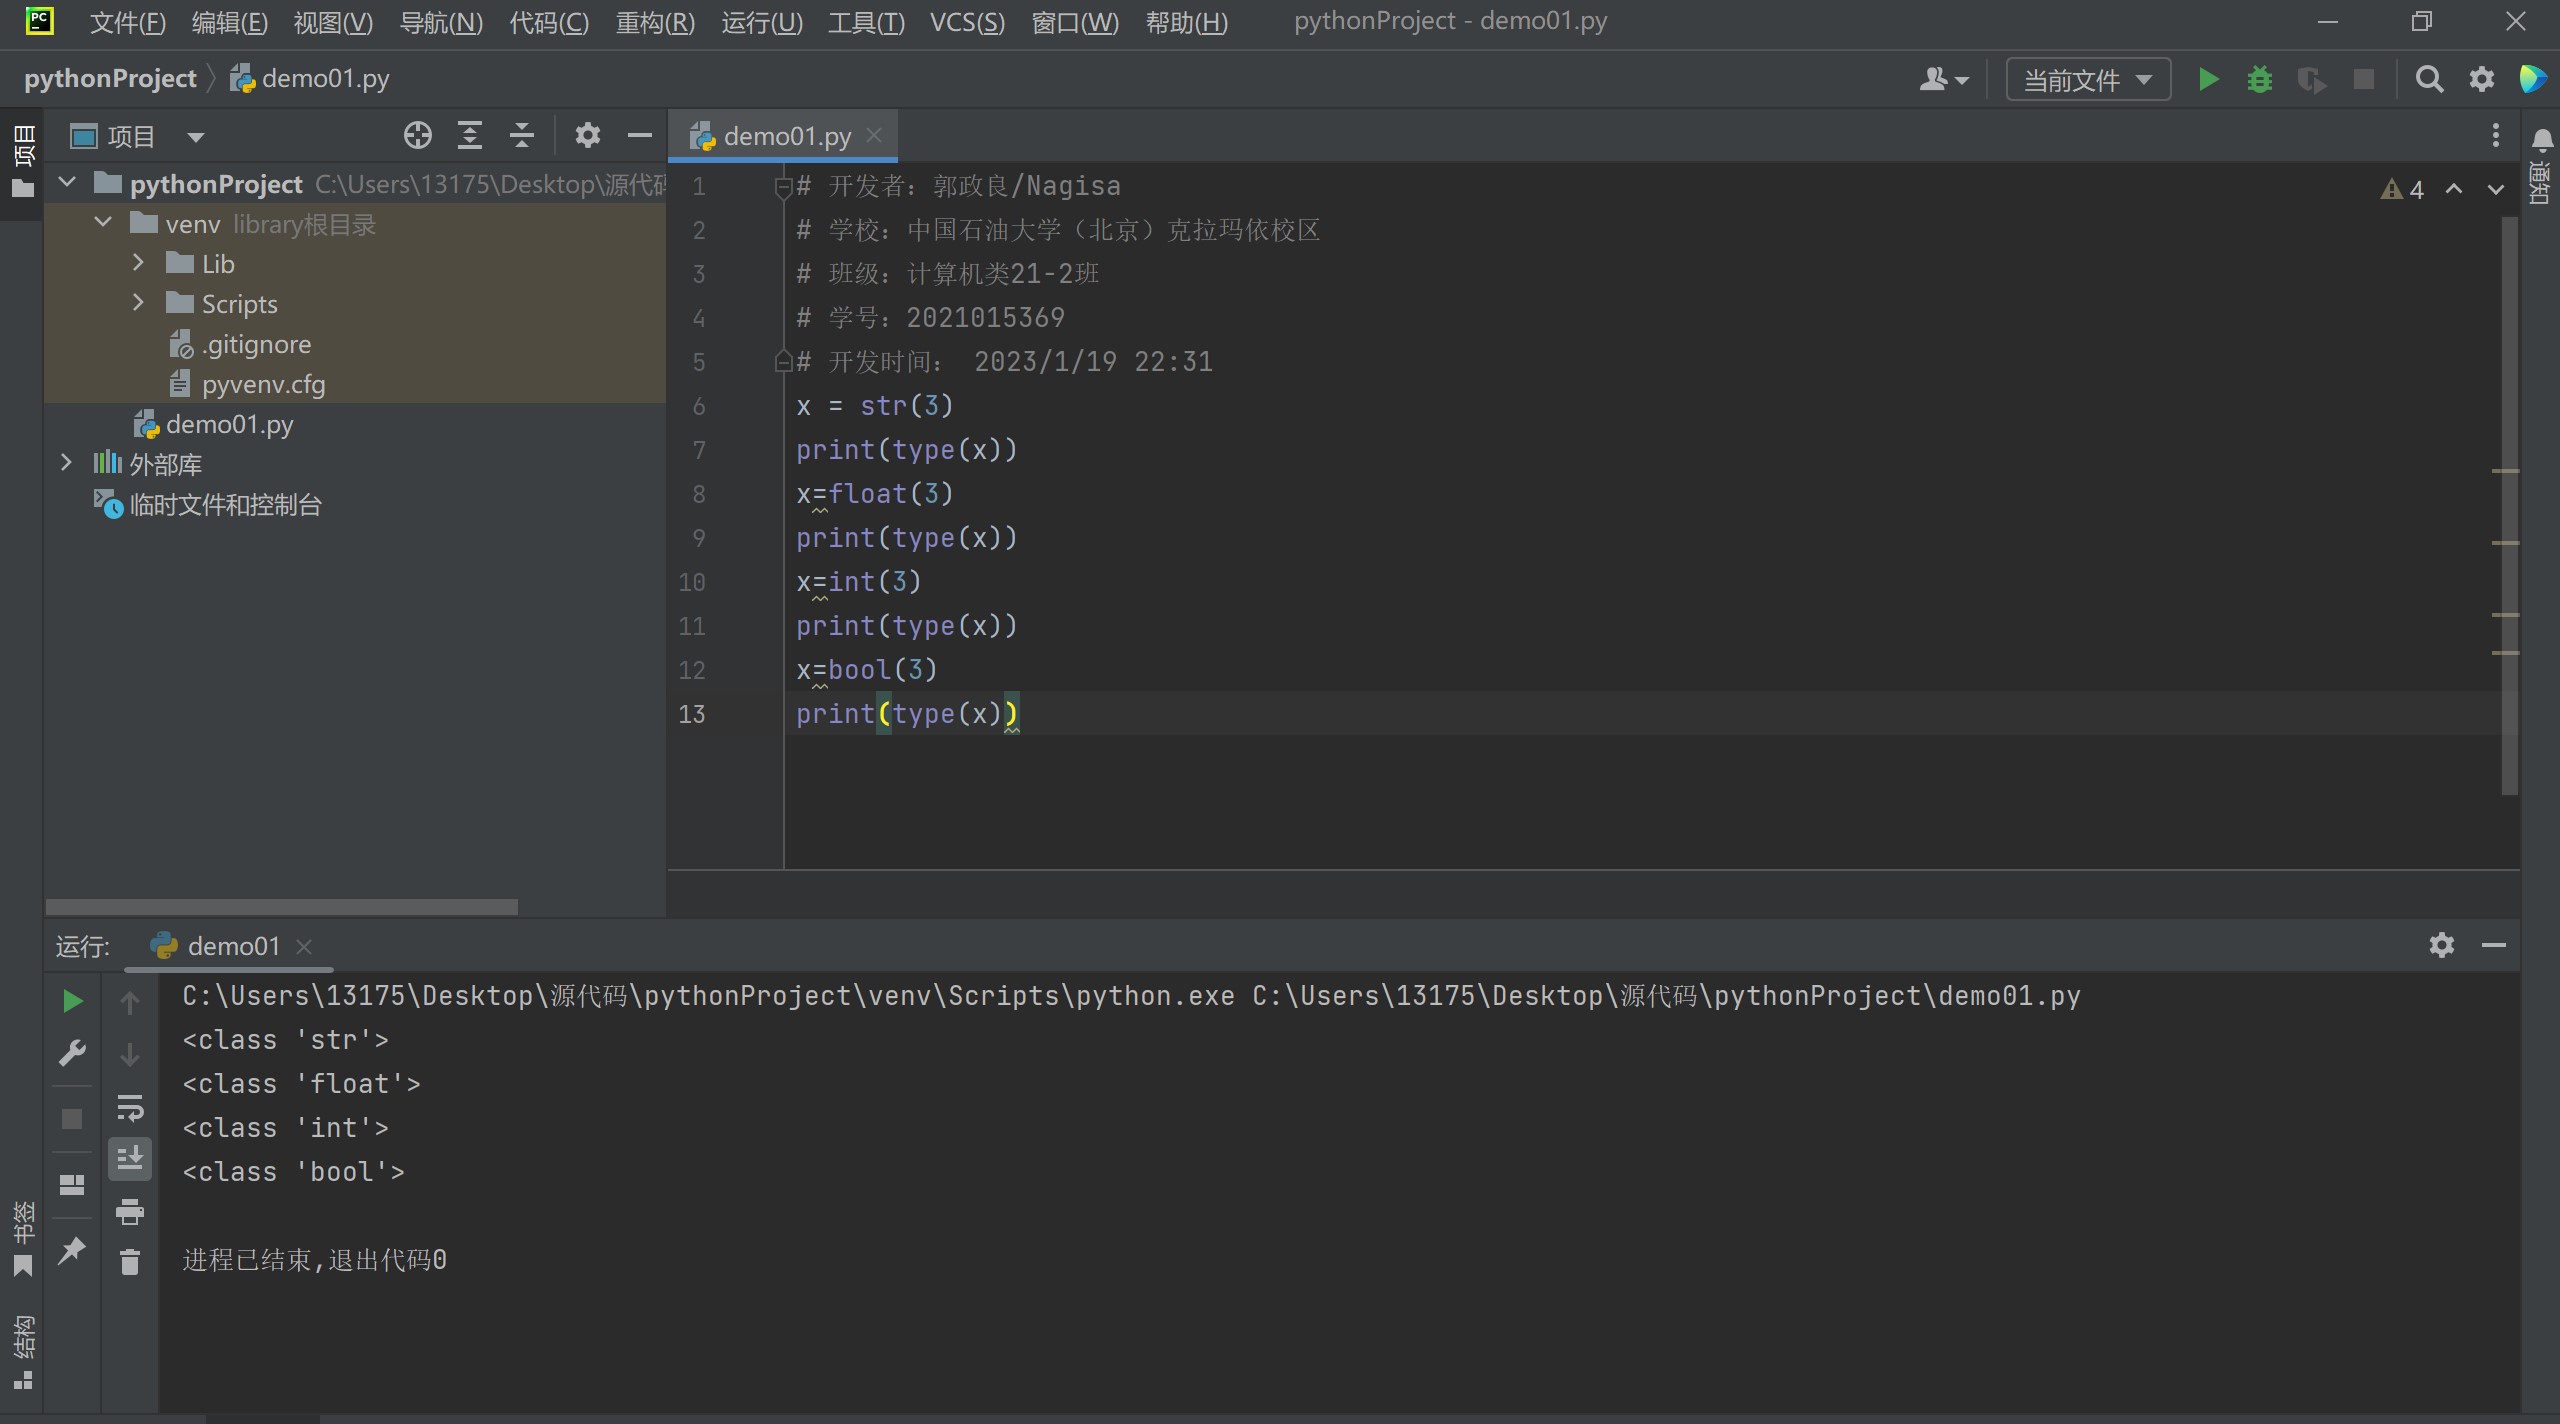 文件(F) 编辑(E) 视图(V) 导航(N) 代码(C) 重构(R) 运行(U) 工具(T) VCS(S) 窗口(W) 帮助(H) pythonProject - demo01.py
pythonProject demo01.py
当前文件
项目
项目
demo01.py
通知
pythonProject C:\Users\13175\Desktop\源代码
venv library根目录
Lib
Scripts
.gitignore
pyvenv.cfg
demo01.py
外部库
临时文件和控制台
4
1 # 开发者：郭政良/Nagisa
2 # 学校：中国石油大学（北京）克拉玛依校区
3 # 班级：计算机类21-2班
4 # 学号：2021015369
5 # 开发时间： 2023/1/19 22:31
6 x = str(3)
7 print(type(x))
8 x=float(3)
9 print(type(x))
10 x=int(3)
11 print(type(x))
12 x=bool(3)
13 print(type(x))
运行: demo01
C:\Users\13175\Desktop\源代码\pythonProject\venv\Scripts\python.exe C:\Users\13175\Desktop\源代码\pythonProject\demo01.py
<class 'str'>
<class 'float'>
<class 'int'>
<class 'bool'>
进程已结束,退出代码0
书签
结构